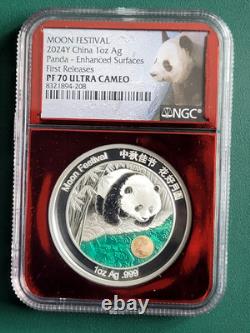 MOON FESTIVAL
2024Y China 1oz Ag
Panda - Enhanced Surfaces
First Releases
PF 70 ULTRA CAMEO
8321894-208
NGC
Moon Festival 中秋佳节 花好月圆
1oz Ag .999